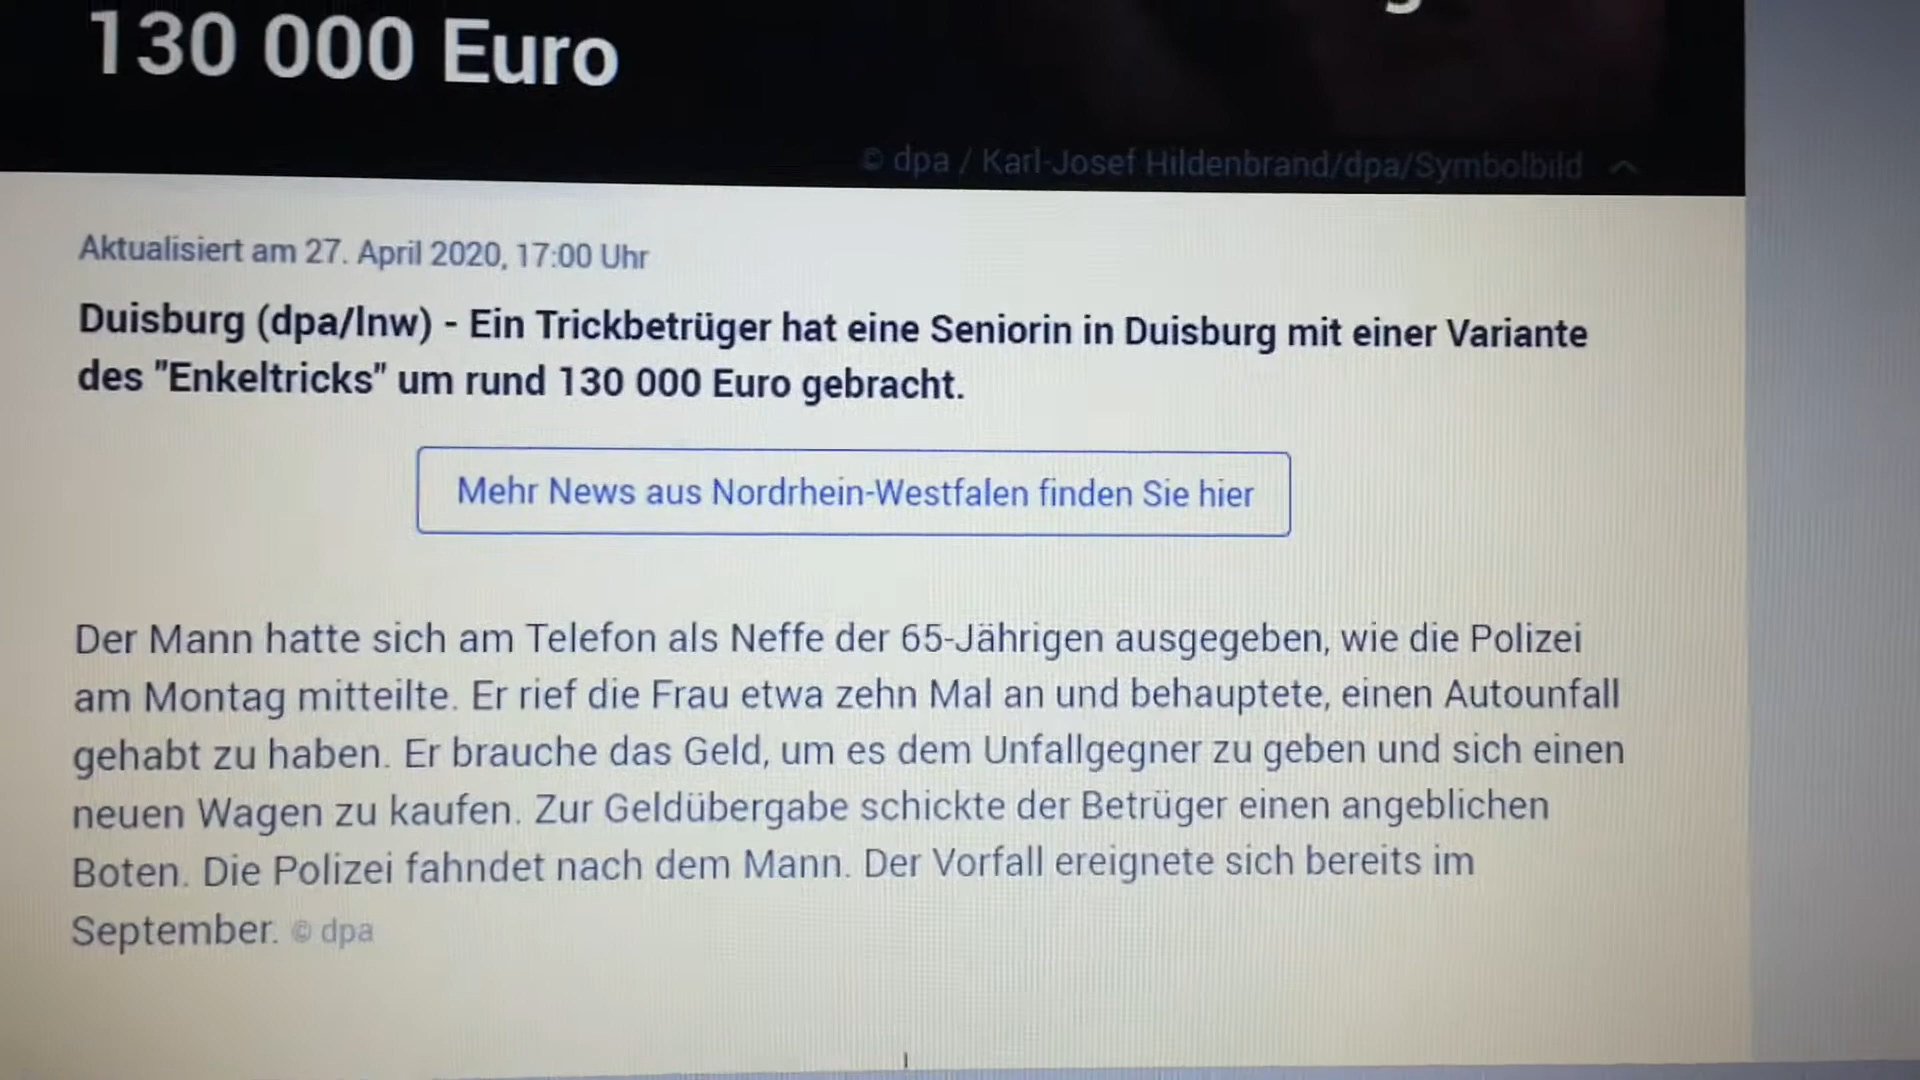 130 000 Euro
© dpa / Karl-Josef Hildenbrand/dpa/Symbolbild
Aktualisiert am 27. April 2020, 17:00 Uhr
Duisburg (dpa/lnw) - Ein Trickbetrüger hat eine Seniorin in Duisburg mit einer Variante
des "Enkeltricks" um rund 130 000 Euro gebracht.
Mehr News aus Nordrhein-Westfalen finden Sie hier
Der Mann hatte sich am Telefon als Neffe der 65-Jährigen ausgegeben, wie die Polizei
am Montag mitteilte. Er rief die Frau etwa zehn Mal an und behauptete, einen Autounfall
gehabt zu haben. Er brauche das Geld, um es dem Unfallgegner zu geben und sich einen
neuen Wagen zu kaufen. Zur Geldübergabe schickte der Betrüger einen angeblichen
Boten. Die Polizei fahndet nach dem Mann. Der Vorfall ereignete sich bereits im
September. © dpa